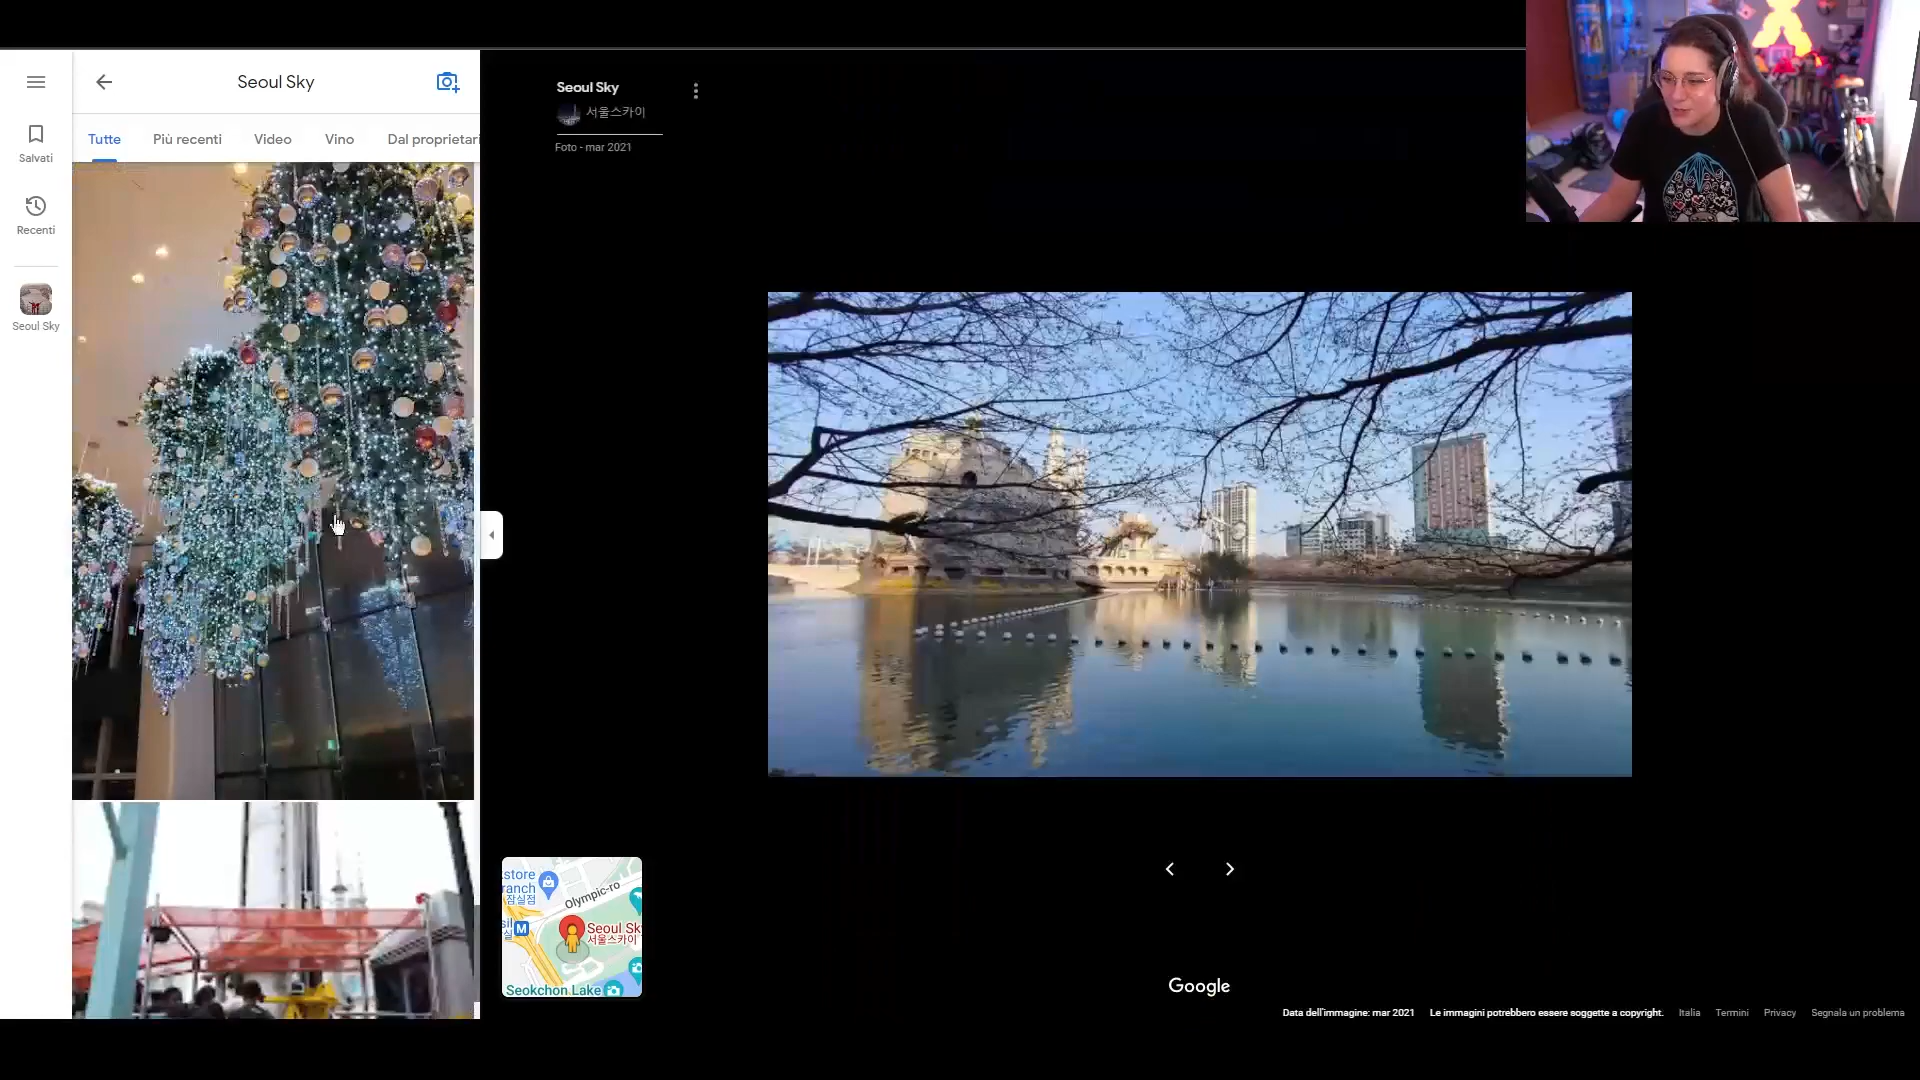 Seoul Sky
Tutte
Più recenti
Video
Vino
Dal proprietari
Salvati
Recenti
Seoul Sky
Seoul Sky
서울스카이
Foto - mar 2021
store
ranch
잠실점
Olympic-ro
M
Seoul Sk
서울스카이
Seokchon Lake
Google
Data dell'immagine: mar 2021
Le immagini potrebbero essere soggette a copyright.
Italia
Termini
Privacy
Segnala un problema